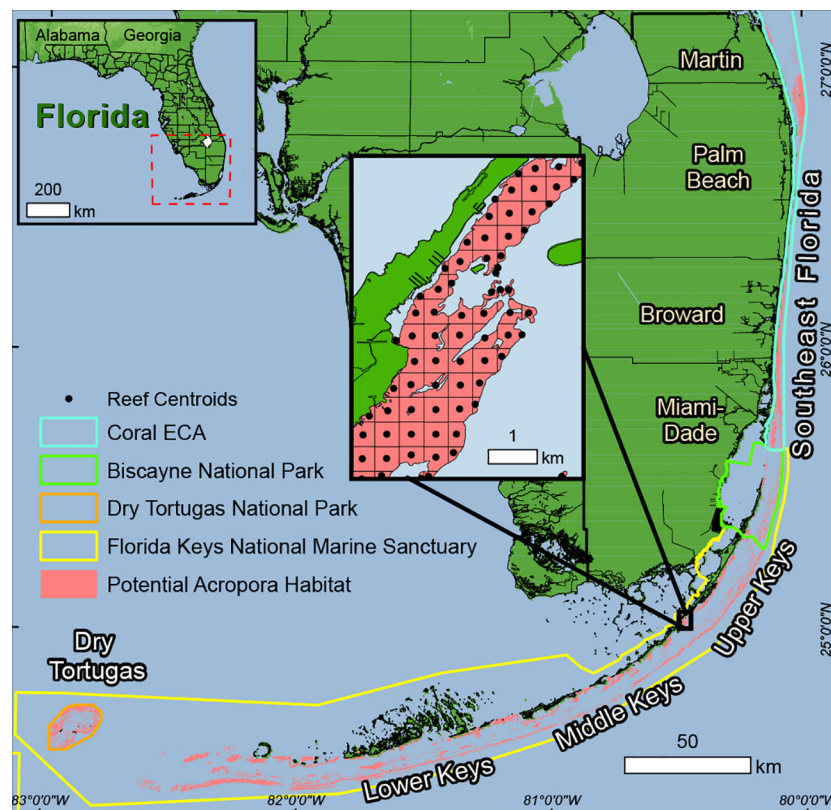 Alabama
Georgia
Florida
200
km
Martin
Palm
Beach
Broward
Miami-
Dade
Southeast Florida
27°0'0"N
26°0'0"N
25°0'0"N
1
km
Reef Centroids
Coral ECA
Biscayne National Park
Dry Tortugas National Park
Florida Keys National Marine Sanctuary
Potential Acropora Habitat
Dry
Tortugas
Upper Keys
Middle Keys
Lower Keys
50
km
83°0'0"W
82°0'0"W
81°0'0"W
80°0'0"W